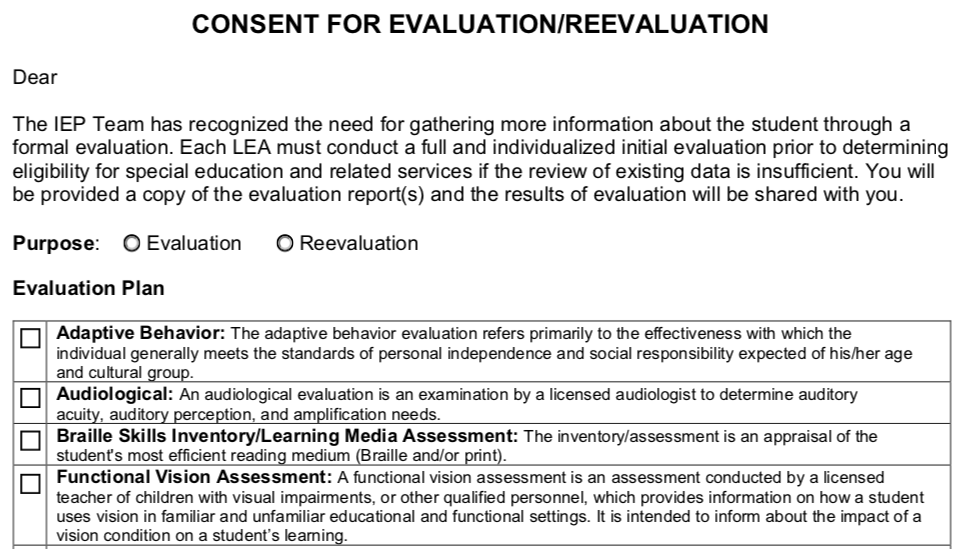 CONSENT FOR EVALUATION/REEVALUATION
Dear
The IEP Team has recognized the need for gathering more information about the student through a
formal evaluation. Each LEA must conduct a full and individualized initial evaluation prior to determining
eligibility for special education and related services if the review of existing data is insufficient. You will
be provided a copy of the evaluation report(s) and the results of evaluation will be shared with you.
Purpose: Evaluation Reevaluation
Evaluation Plan
Adaptive Behavior: The adaptive behavior evaluation refers primarily to the effectiveness with which the
individual generally meets the standards of personal independence and social responsibility expected of his/her age
and cultural group.
Audiological: An audiological evaluation is an examination by a licensed audiologist to determine auditory
acuity, auditory perception, and amplification needs.
Braille Skills Inventory/Learning Media Assessment: The inventory/assessment is an appraisal of the
student's most efficient reading medium (Braille and/or print).
Functional Vision Assessment: A functional vision assessment is an assessment conducted by a licensed
teacher of children with visual impairments, or other qualified personnel, which provides information on how a student
uses vision in familiar and unfamiliar educational and functional settings. It is intended to inform about the impact of a
vision condition on a student’s learning.